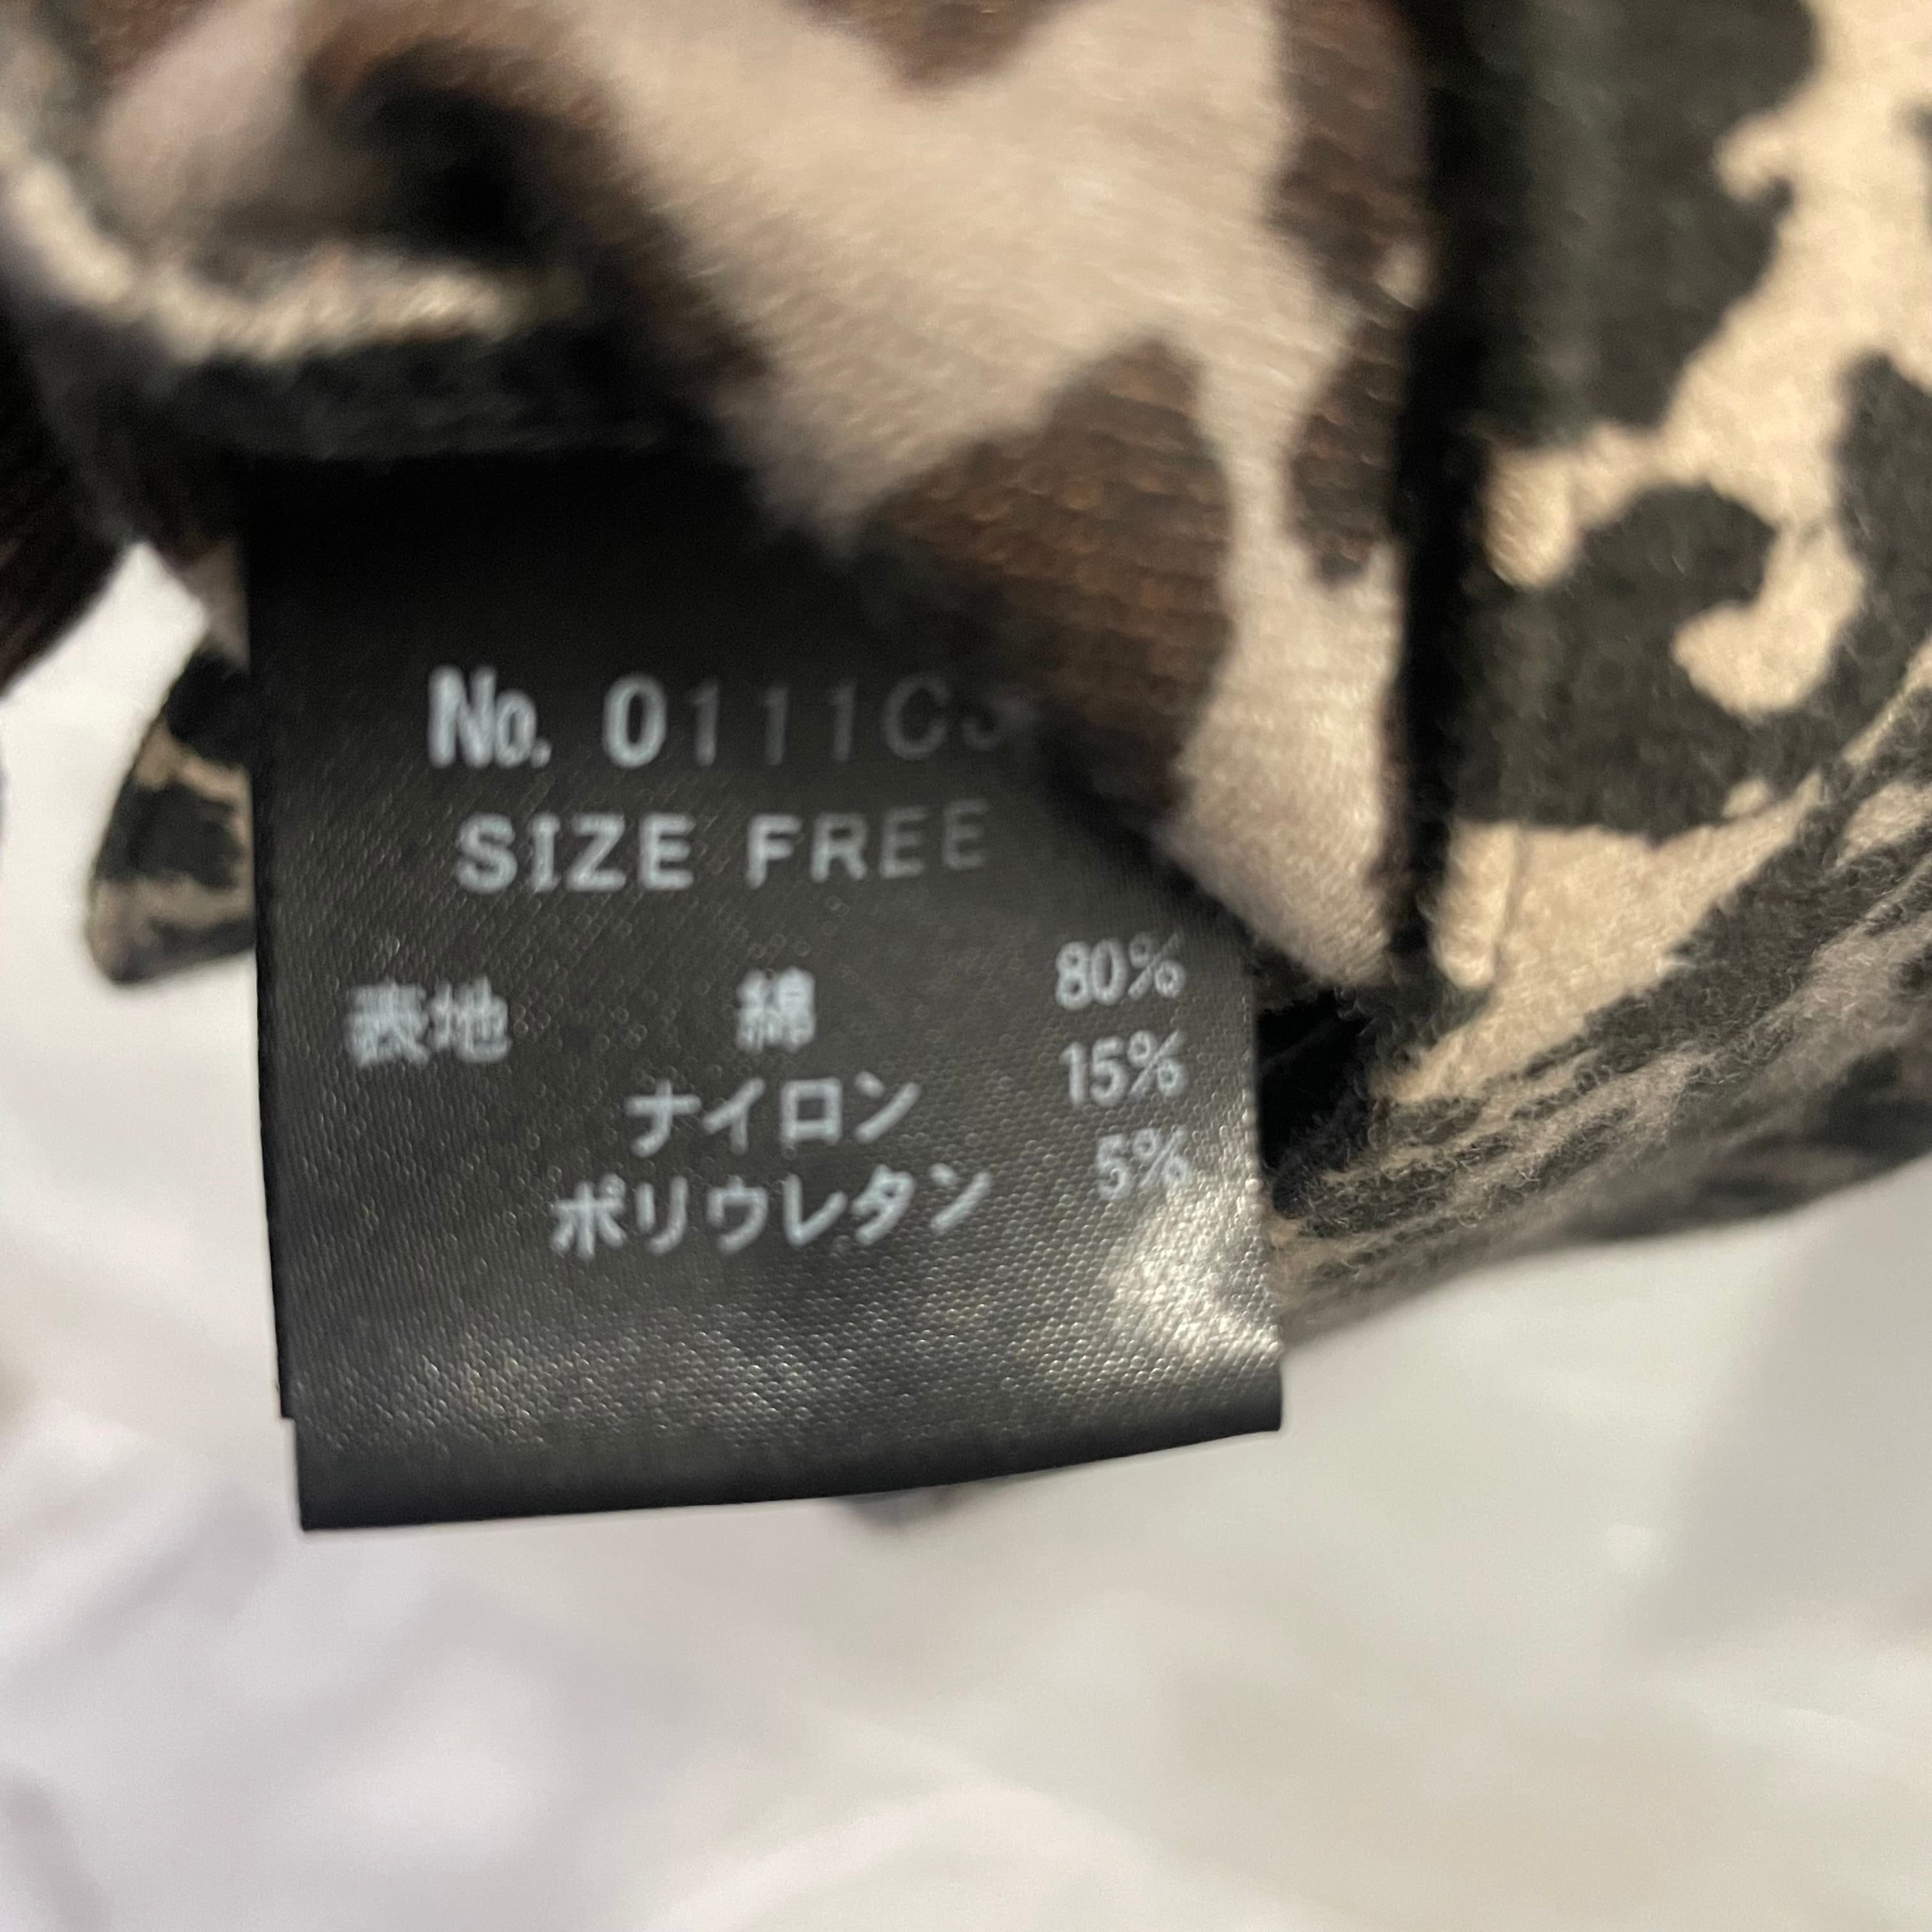 No. 0111C
SIZE FREE
表地 綿 80%
ナイロン 15%
ポリウレタン 5%